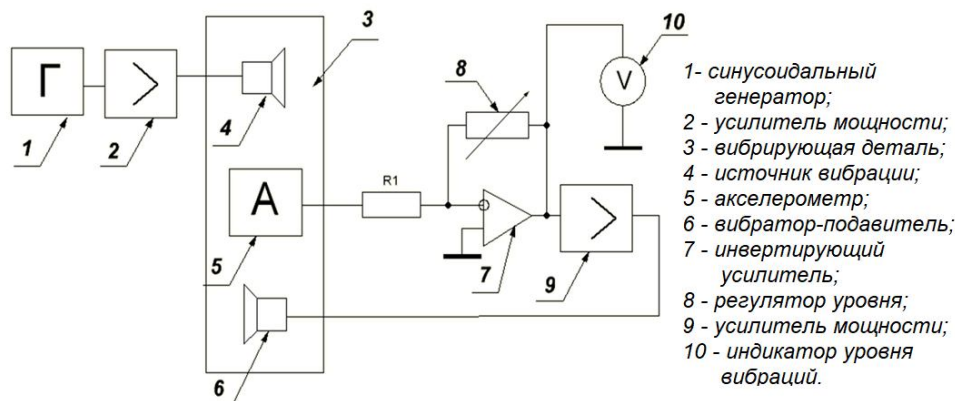 3
10
Г
8
V
1- синусоидальный
генератор;
2 - усилитель мощности;
3 - вибрирующая деталь;
4 - источник вибрации;
5 - акселерометр;
6 - вибратор-подавитель;
7 - инвертирующий
усилитель;
8 - регулятор уровня;
9 - усилитель мощности;
10 - индикатор уровня
вибраций.
1
2
4
R1
А
5
7
9
6